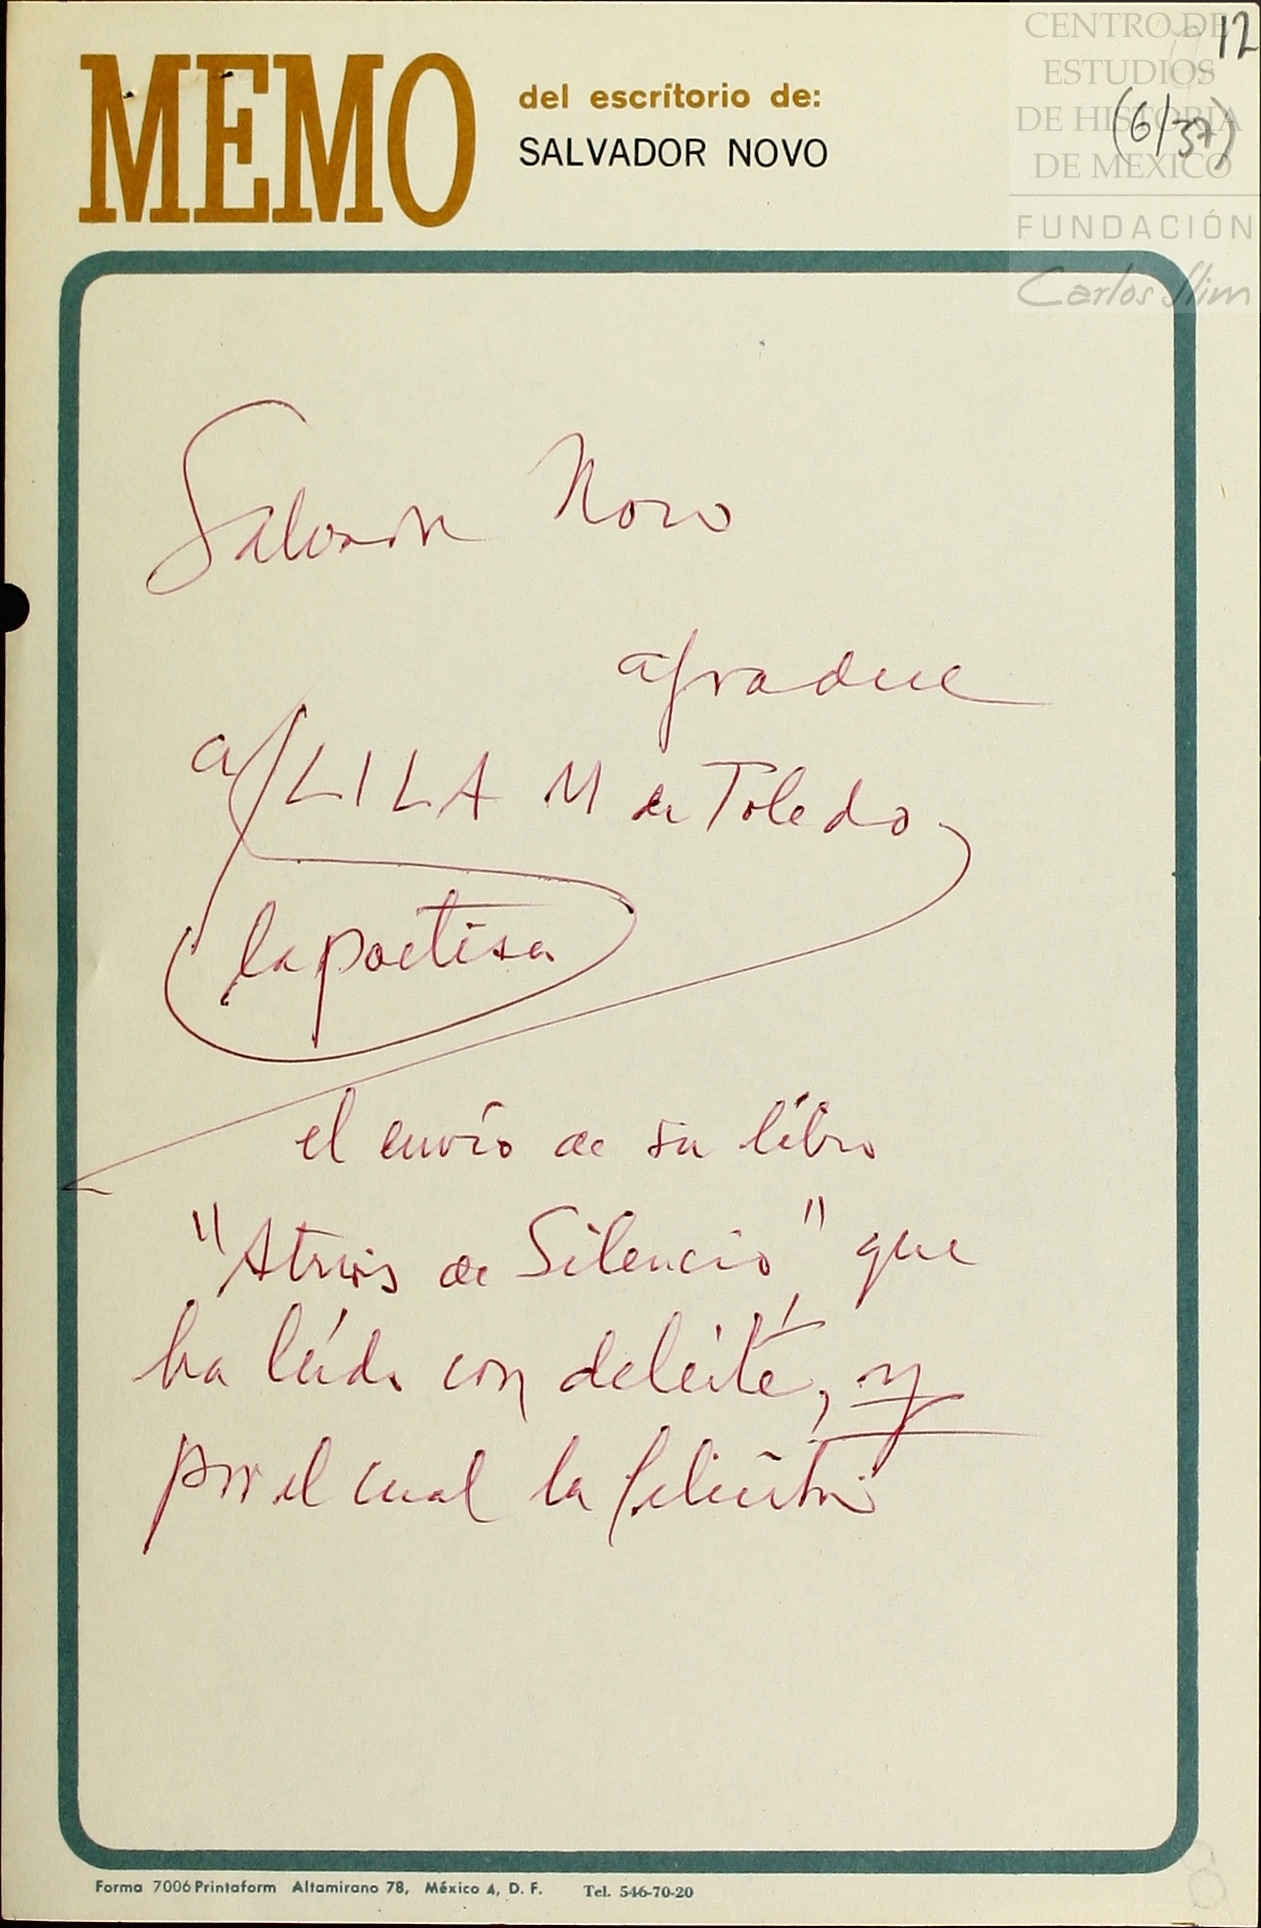 MEMO
del escritorio de:
SALVADOR NOVO
CENTRO DE
ESTUDIOS
DE HISTORIA
DE MEXICO
FUNDACIÓN
Carlos Slim
12
(6/37)
Salvador Novo
agradece
a LILA M de Toledo,
la poetisa
el envío de su libro
"Atrios de Silencio" que
ha leído con deleite, y
por el cual la felicita
Forma 7006 Printaform Altamirano 78, México 4, D. F. Tel. 546-70-20